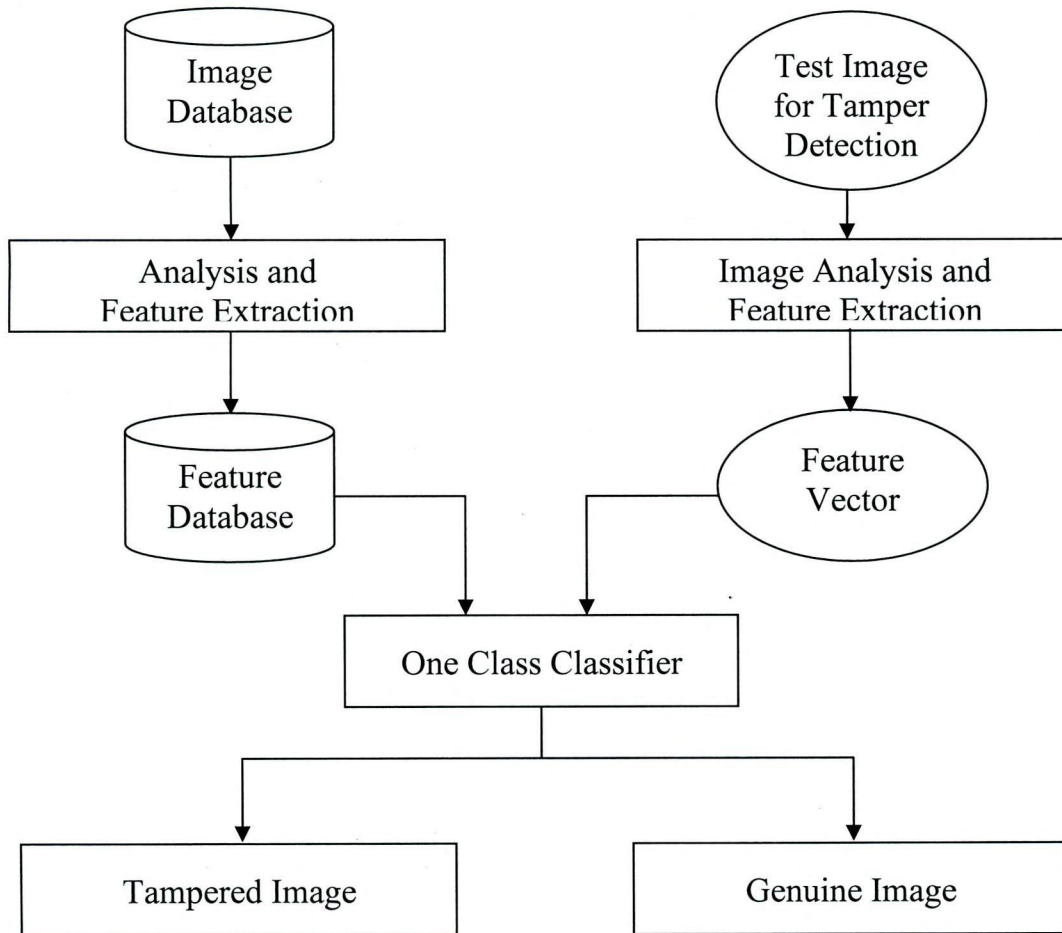 Image
Database
Test Image
for Tamper
Detection
Analysis and
Feature Extraction
Image Analysis and
Feature Extraction
Feature
Database
Feature
Vector
One Class Classifier
Tampered Image
Genuine Image